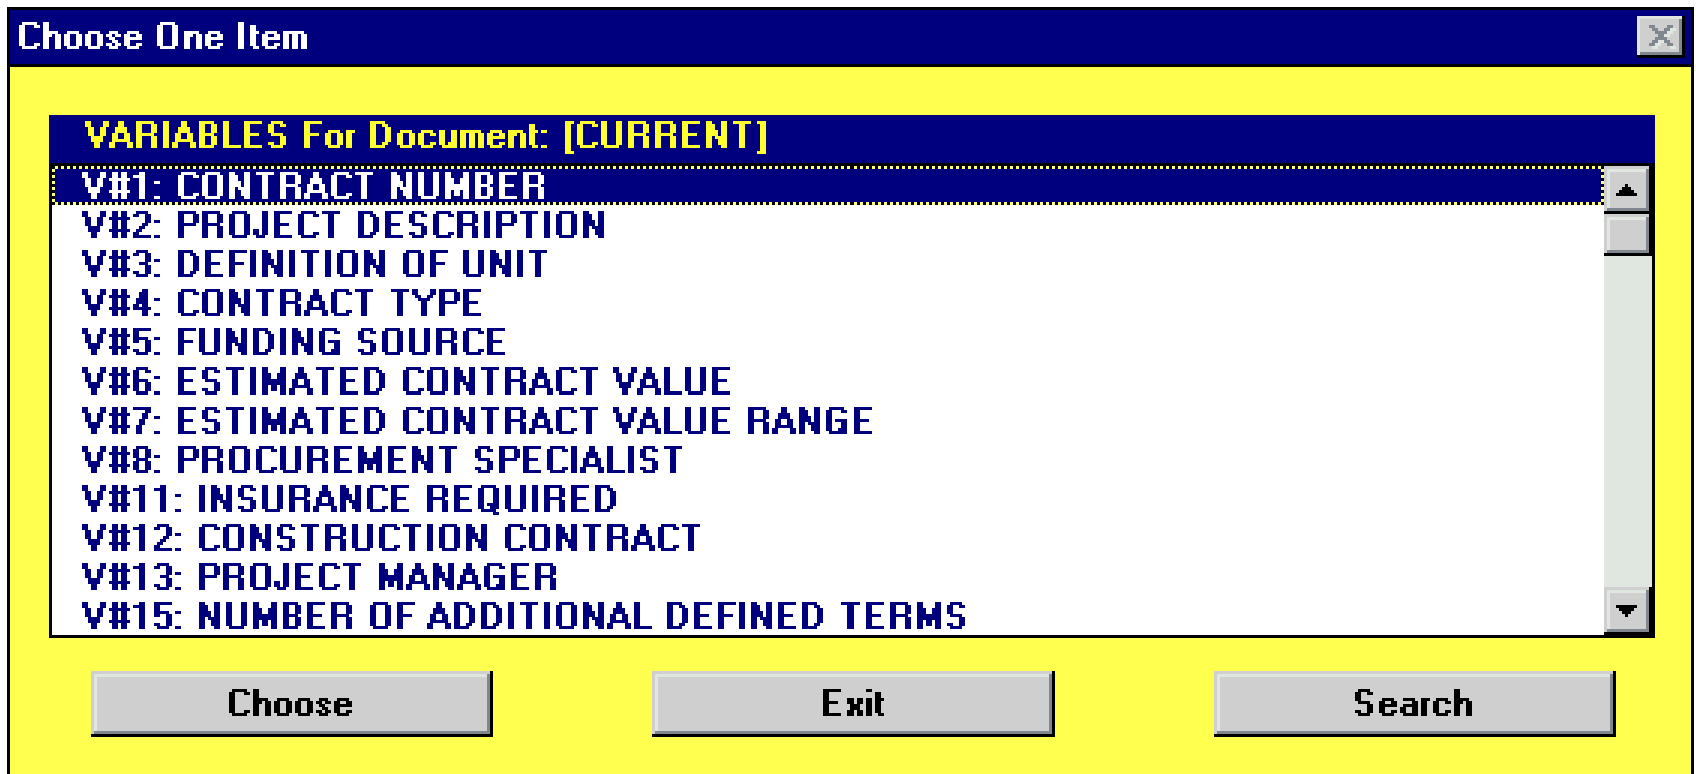 Choose One Item
VARIABLES For Document: [CURRENT]
V#1: CONTRACT NUMBER
V#2: PROJECT DESCRIPTION
V#3: DEFINITION OF UNIT
V#4: CONTRACT TYPE
V#5: FUNDING SOURCE
V#6: ESTIMATED CONTRACT VALUE
V#7: ESTIMATED CONTRACT VALUE RANGE
V#8: PROCUREMENT SPECIALIST
V#11: INSURANCE REQUIRED
V#12: CONSTRUCTION CONTRACT
V#13: PROJECT MANAGER
V#15: NUMBER OF ADDITIONAL DEFINED TERMS
Choose Exit Search